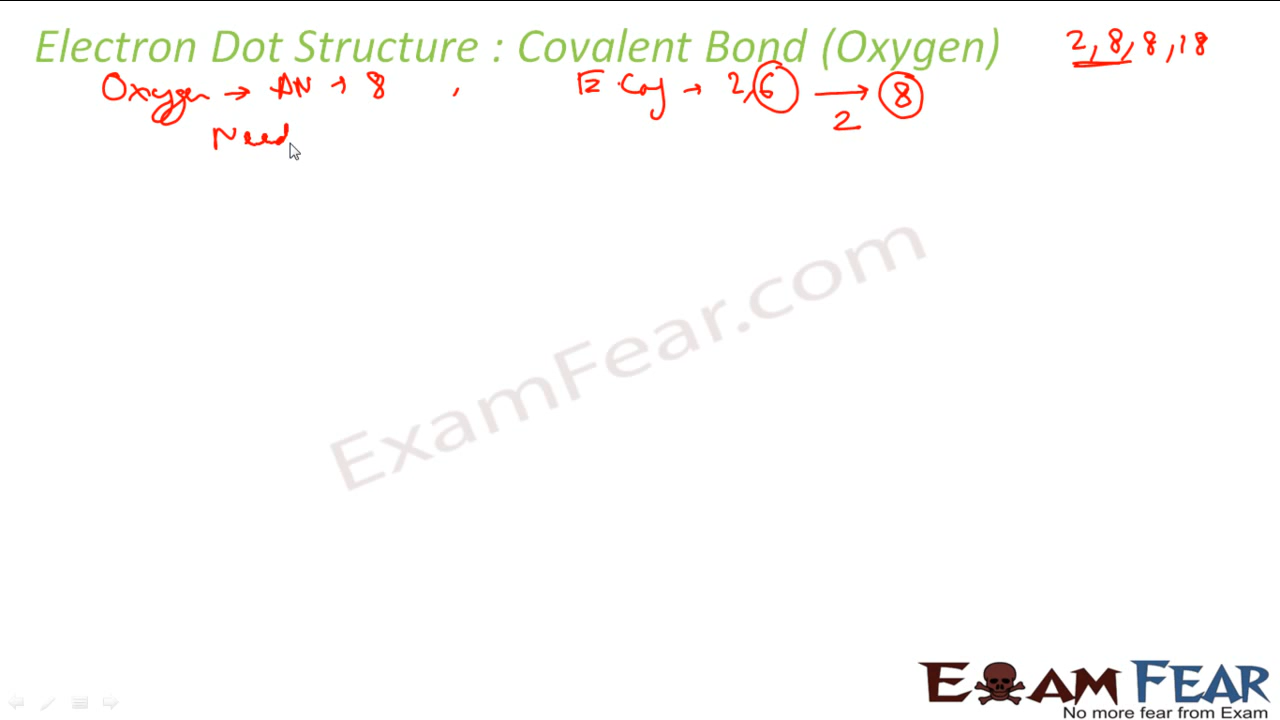 Electron Dot Structure : Covalent Bond (Oxygen)
2, 8, 8, 18
Oxygen → AN → 8 , E. Conf → 2,6 → 8
2
Need
ExamFear.com
EXAM FEAR
No more fear from Exam